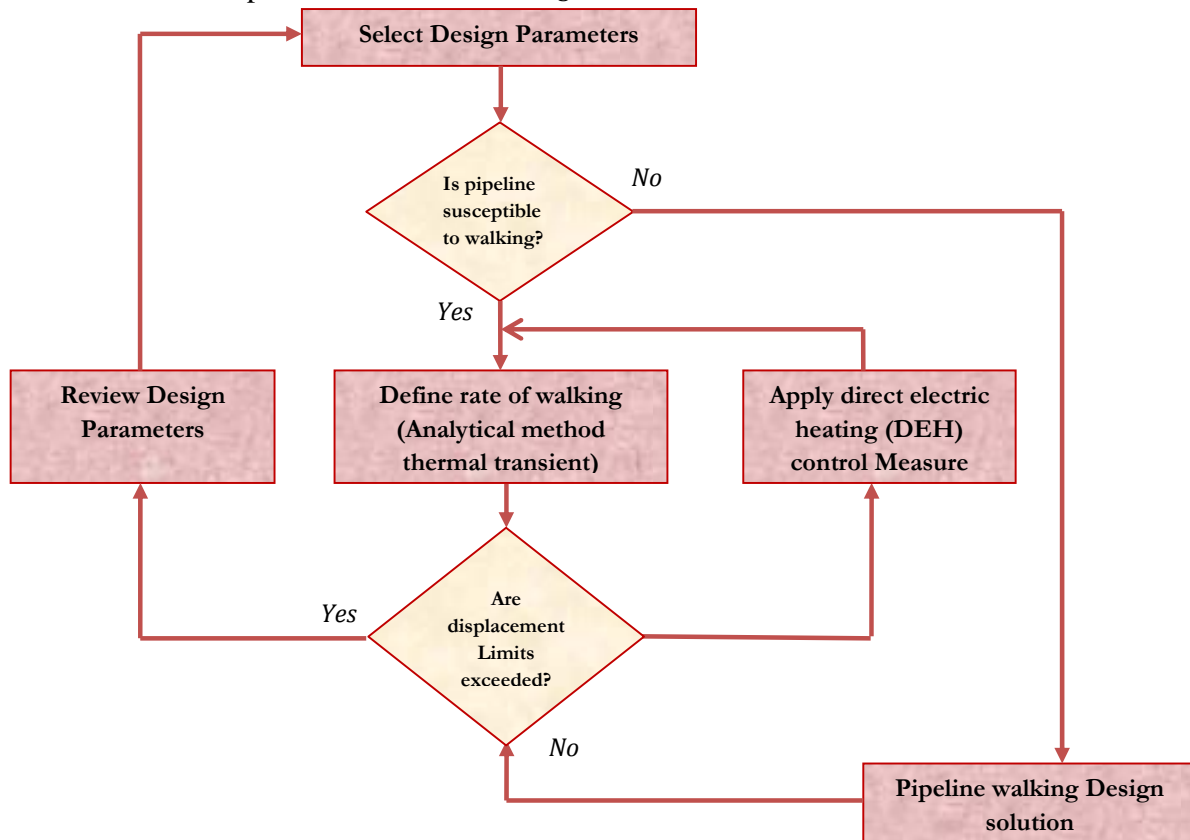 Select Design Parameters
Is pipeline
susceptible
to walking?
No
Yes
Review Design
Parameters
Define rate of walking
(Analytical method
thermal transient)
Apply direct electric
heating (DEH)
control Measure
Yes
Are
displacement
Limits
exceeded?
No
Pipeline walking Design
solution